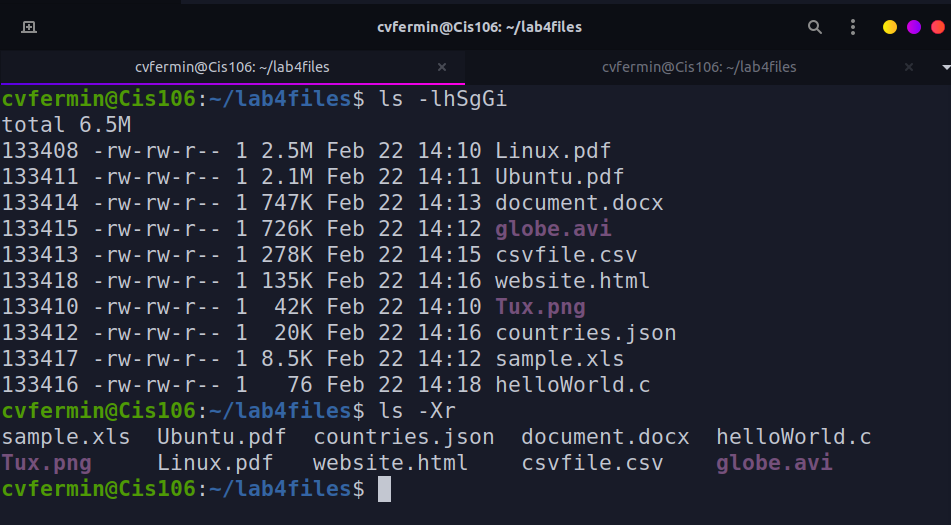 cvfermin@Cis106: ~/lab4files
cvfermin@Cis106: ~/lab4files × cvfermin@Cis106: ~/lab4files ×
cvfermin@Cis106:~/lab4files$ ls -lhSgGi
total 6.5M
133408 -rw-rw-r-- 1 2.5M Feb 22 14:10 Linux.pdf
133411 -rw-rw-r-- 1 2.1M Feb 22 14:11 Ubuntu.pdf
133414 -rw-rw-r-- 1 747K Feb 22 14:13 document.docx
133415 -rw-rw-r-- 1 726K Feb 22 14:12 globe.avi
133413 -rw-rw-r-- 1 278K Feb 22 14:15 csvfile.csv
133418 -rw-rw-r-- 1 135K Feb 22 14:16 website.html
133410 -rw-rw-r-- 1  42K Feb 22 14:10 Tux.png
133412 -rw-rw-r-- 1  20K Feb 22 14:16 countries.json
133417 -rw-rw-r-- 1 8.5K Feb 22 14:12 sample.xls
133416 -rw-rw-r-- 1   76 Feb 22 14:18 helloWorld.c
cvfermin@Cis106:~/lab4files$ ls -Xr
sample.xls  Ubuntu.pdf  countries.json  document.docx  helloWorld.c
Tux.png     Linux.pdf   website.html    csvfile.csv    globe.avi
cvfermin@Cis106:~/lab4files$